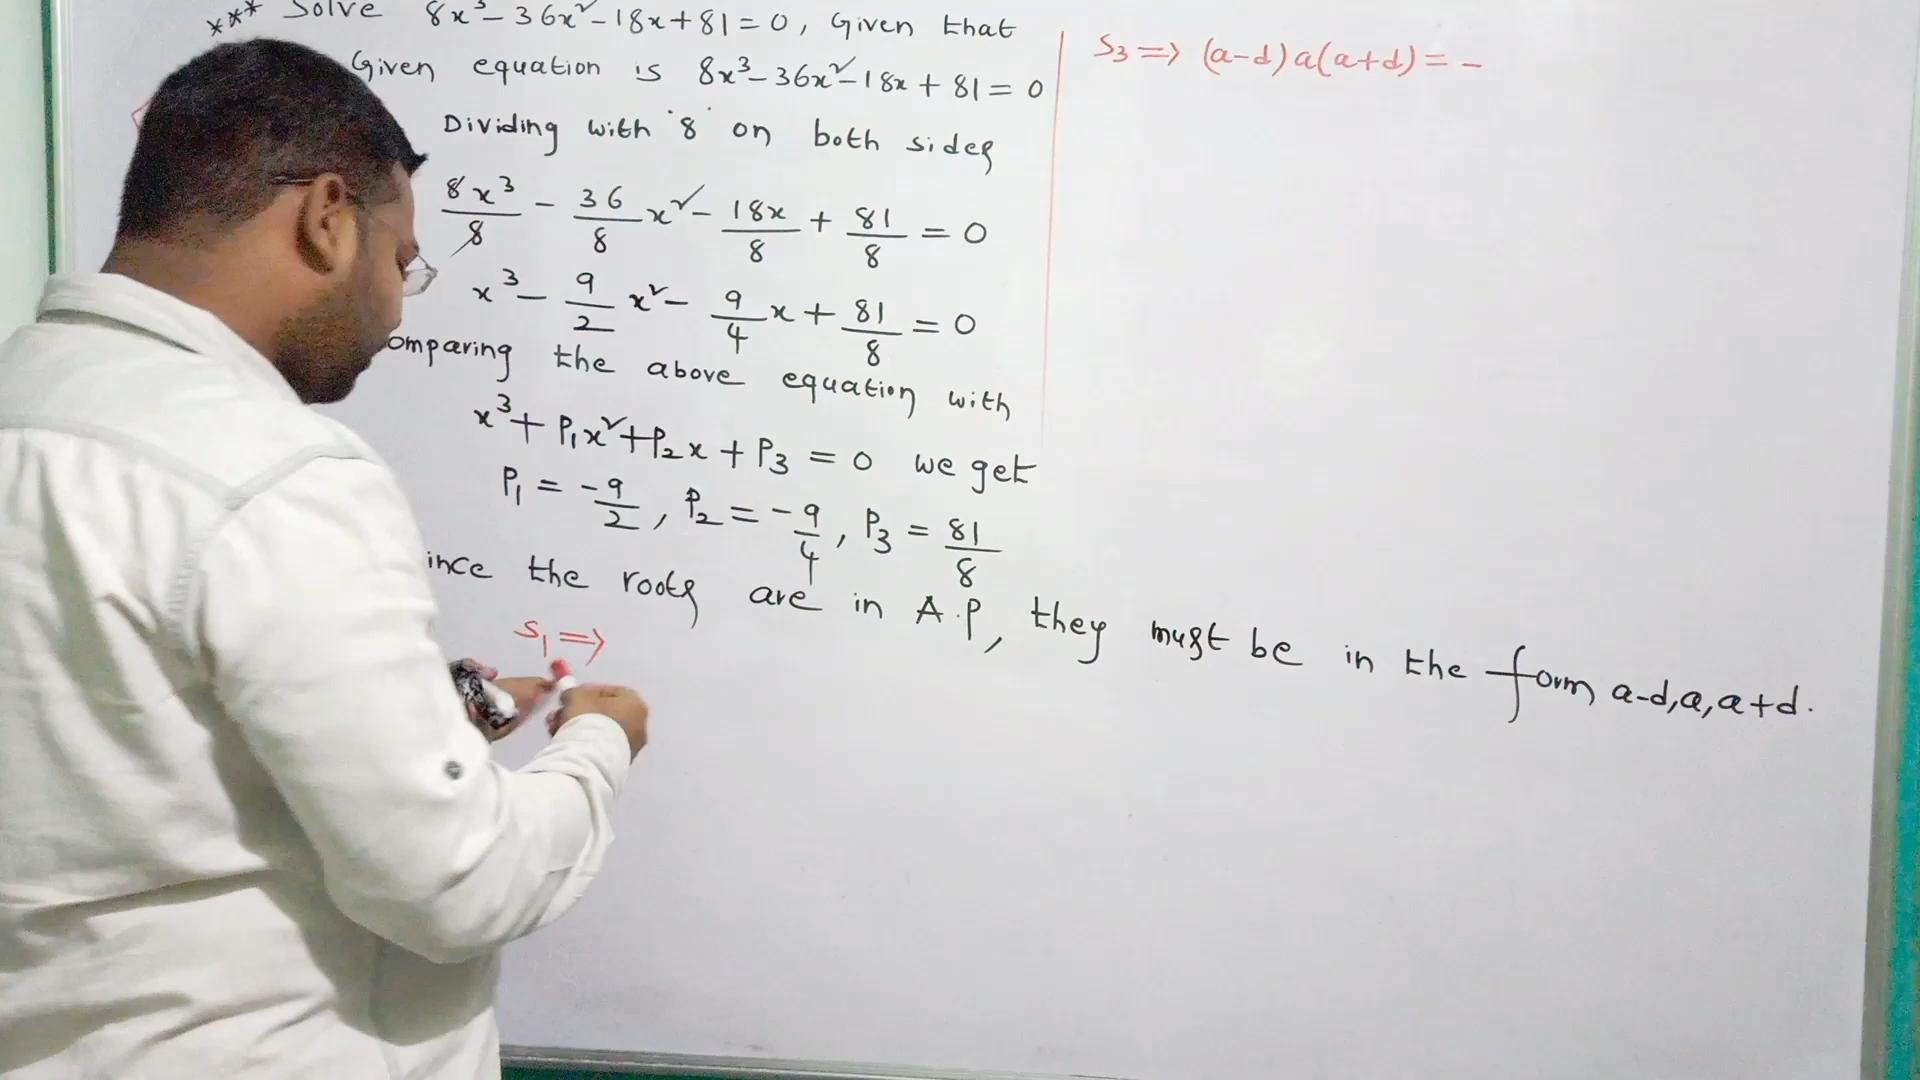 *** Solve 8x³-36x²-18x+81=0, Given that
Given equation is 8x³-36x²-18x+81=0
Dividing with '8' on both sides
8x³/8 - 36/8 x² - 18x/8 + 81/8 = 0
x³ - 9/2 x² - 9/4 x + 81/8 = 0
omparing the above equation with
x³+P₁x²+P₂x+P₃=0 we get
P₁ = -9/2, P₂ = -9/4, P₃ = 81/8
ince the roots are in A.P, they must be in the form a-d,a,a+d.
S₁ ⇒
S₃ ⇒ (a-d)a(a+d) = -